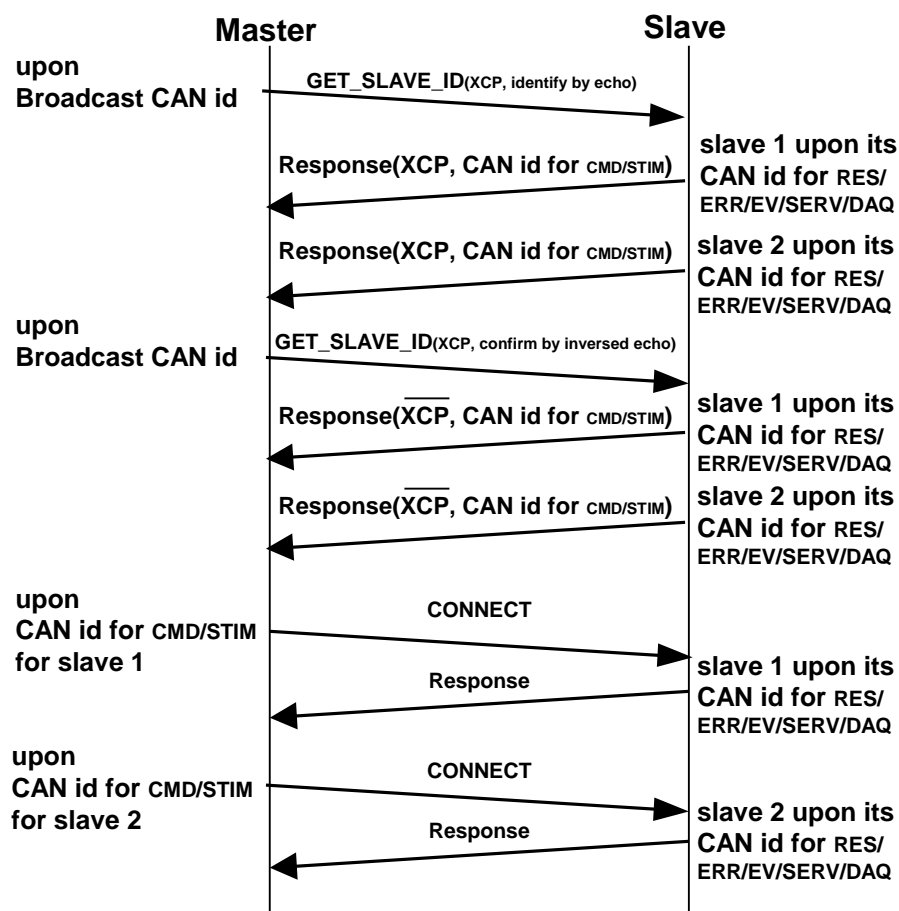 Master
Slave
upon
Broadcast CAN id
GET_SLAVE_ID(XCP, identify by echo)
slave 1 upon its
CAN id for RES/
ERR/EV/SERV/DAQ
Response(XCP, CAN id for CMD/STIM)
slave 2 upon its
CAN id for RES/
ERR/EV/SERV/DAQ
Response(XCP, CAN id for CMD/STIM)
upon
Broadcast CAN id
GET_SLAVE_ID(XCP, confirm by inversed echo)
slave 1 upon its
CAN id for RES/
ERR/EV/SERV/DAQ
Response(X̅C̅P̅, CAN id for CMD/STIM)
slave 2 upon its
CAN id for RES/
ERR/EV/SERV/DAQ
Response(X̅C̅P̅, CAN id for CMD/STIM)
upon
CAN id for CMD/STIM
for slave 1
CONNECT
slave 1 upon its
CAN id for RES/
ERR/EV/SERV/DAQ
Response
upon
CAN id for CMD/STIM
for slave 2
CONNECT
slave 2 upon its
CAN id for RES/
ERR/EV/SERV/DAQ
Response